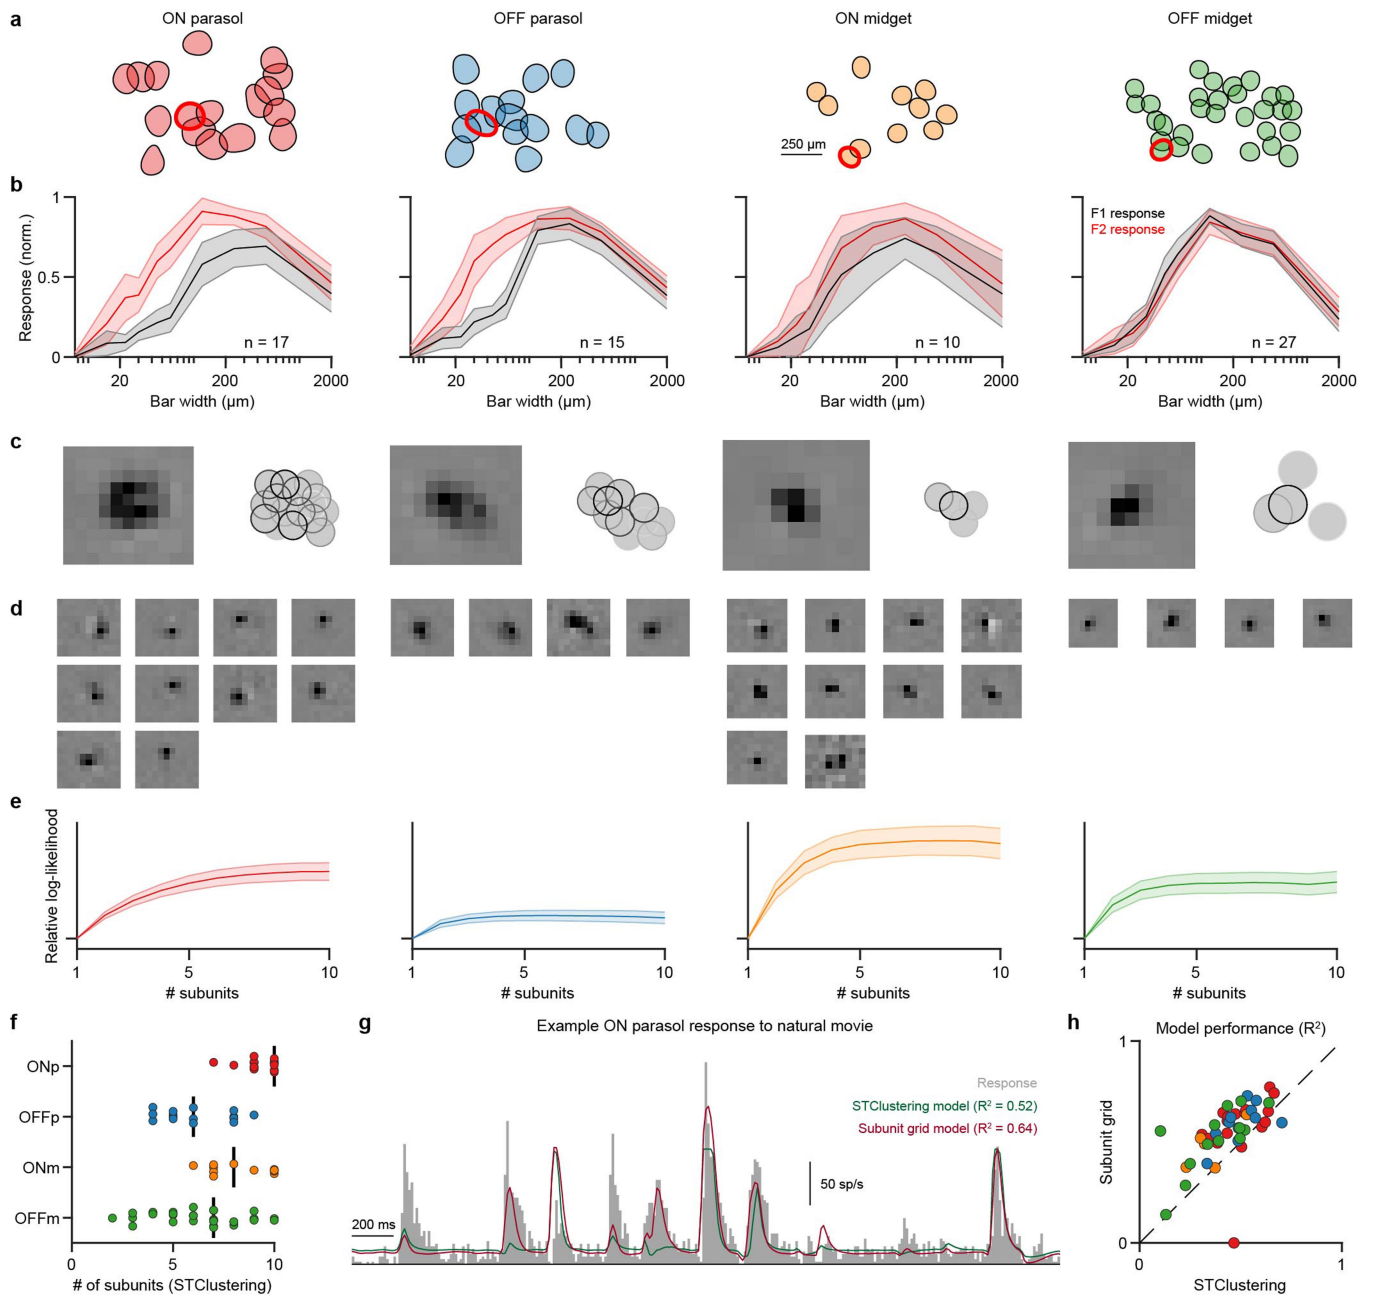 a
ON parasol
OFF parasol
ON midget
OFF midget
250 µm
b
Response (norm.)
1
0.5
0
F1 response
F2 response
n = 17
n = 15
n = 10
n = 27
20 200 2000
20 200 2000
20 200 2000
20 200 2000
Bar width (µm)
Bar width (µm)
Bar width (µm)
Bar width (µm)
c
d
e
Relative log-likelihood
1 5 10
1 5 10
1 5 10
1 5 10
# subunits
# subunits
# subunits
# subunits
f
ONp
OFFp
ONm
OFFm
0 5 10
# of subunits (STClustering)
g
Example ON parasol response to natural movie
Response
STClustering model (R² = 0.52)
Subunit grid model (R² = 0.64)
50 sp/s
200 ms
h
Model performance (R²)
1
Subunit grid
0
0 1
STClustering